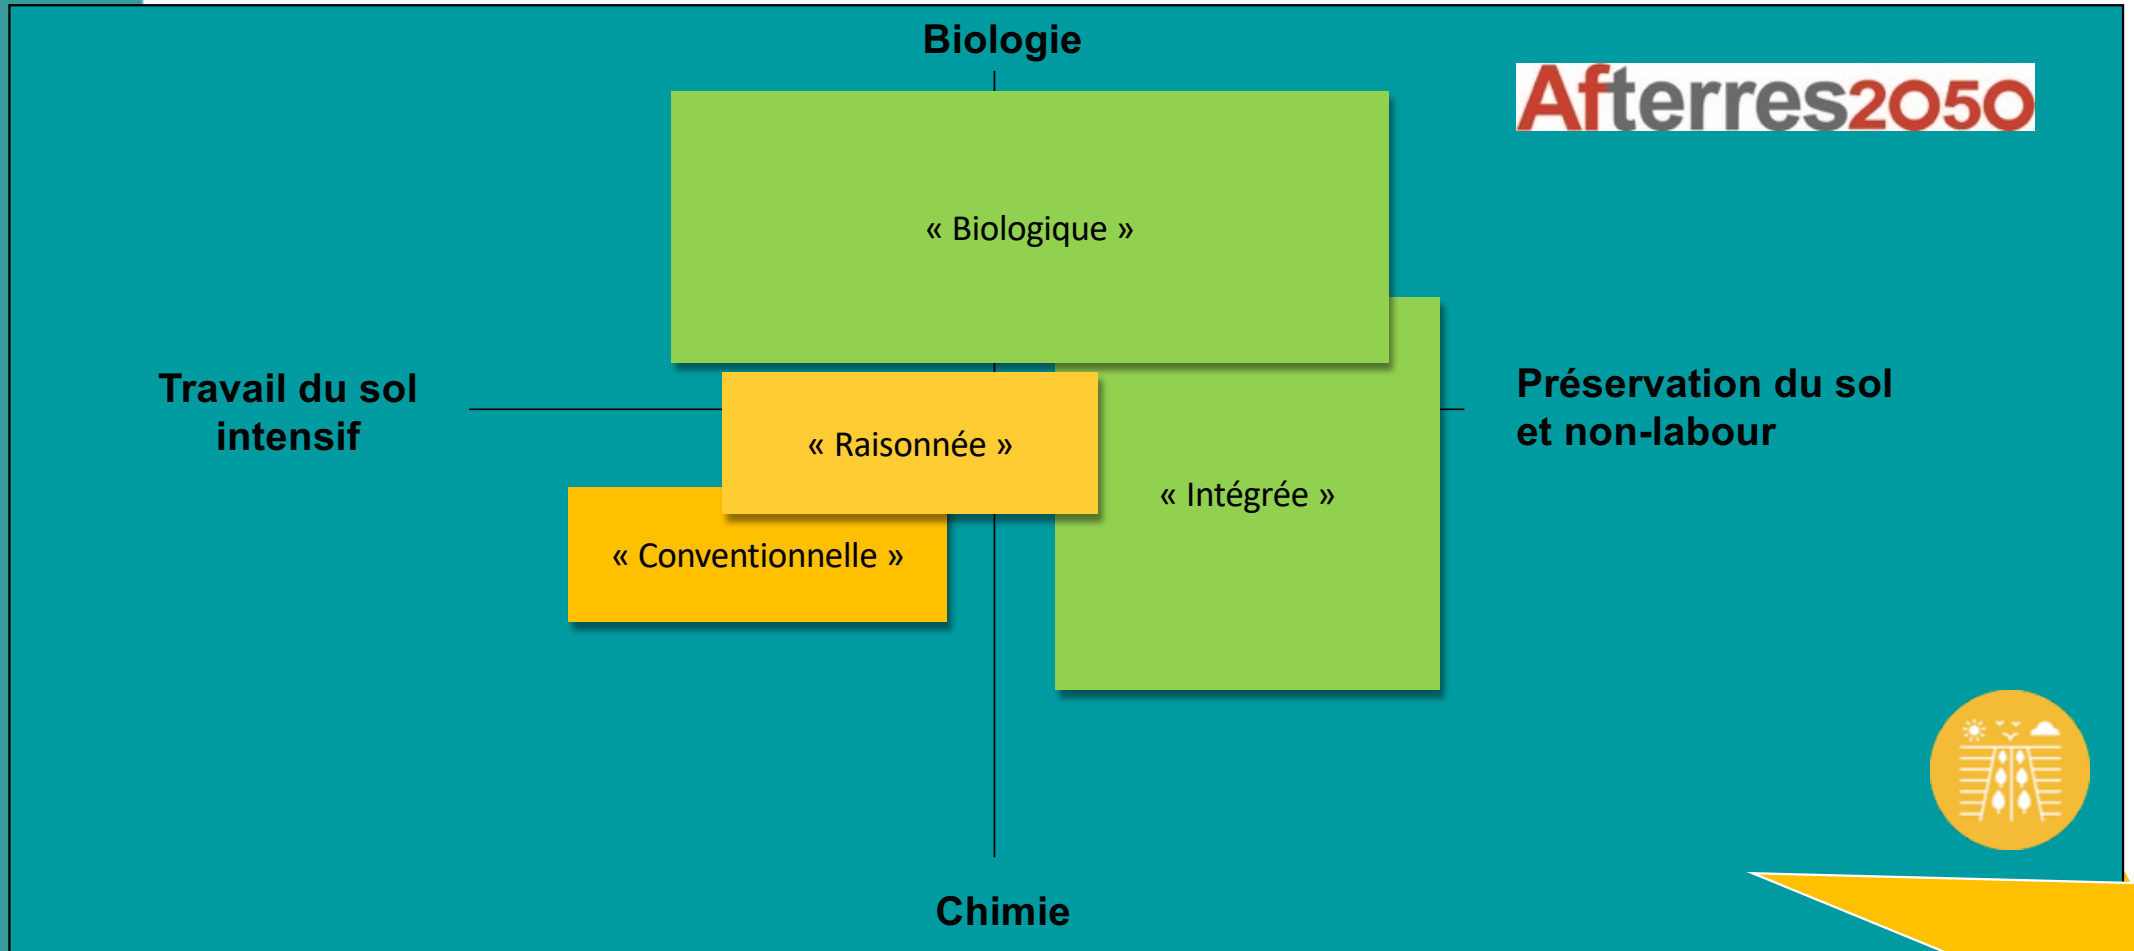 Biologie
Afterres2050
« Biologique »
Travail du sol
intensif
Préservation du sol
et non-labour
« Raisonnée »
« Intégrée »
« Conventionnelle »
Chimie